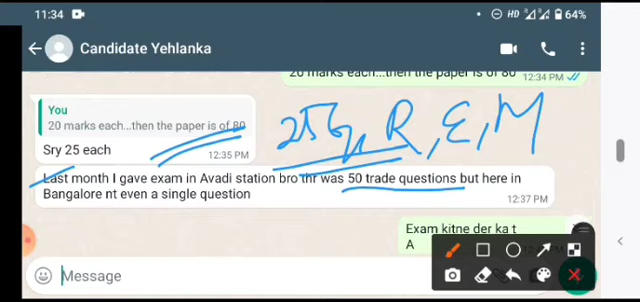 11:34 HD 64%
Candidate Yehlanka
20 marks each...then the paper is of 80 12:34 PM
You
20 marks each...then the paper is of 80
Sry 25 each
12:35 PM
25 R, E, M
Last month I gave exam in Avadi station bro thr was 50 trade questions but here in
Bangalore nt even a single question
12:37 PM
Exam kitne der ka t
A
Message